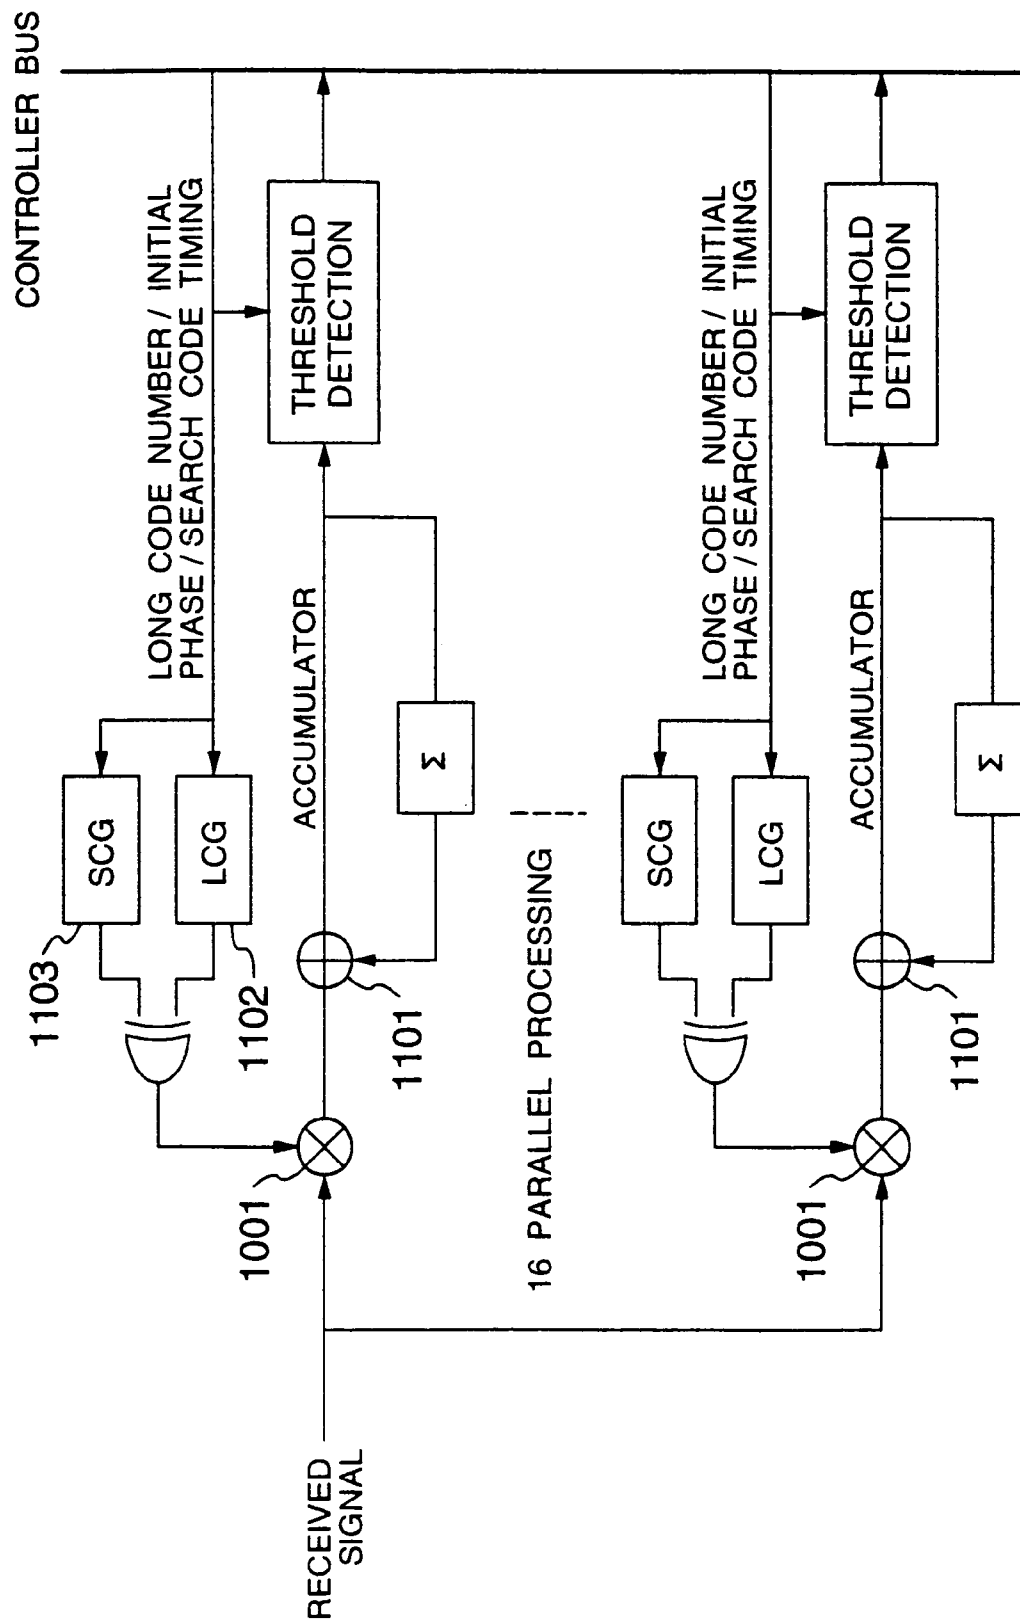 CONTROLLER BUS
LONG CODE NUMBER / INITIAL
PHASE / SEARCH CODE TIMING
1103
SCG
LCG
1102
THRESHOLD
DETECTION
ACCUMULATOR
Σ
1101
1001
RECEIVED
SIGNAL
16 PARALLEL PROCESSING
LONG CODE NUMBER / INITIAL
PHASE / SEARCH CODE TIMING
SCG
LCG
THRESHOLD
DETECTION
ACCUMULATOR
Σ
1101
1001